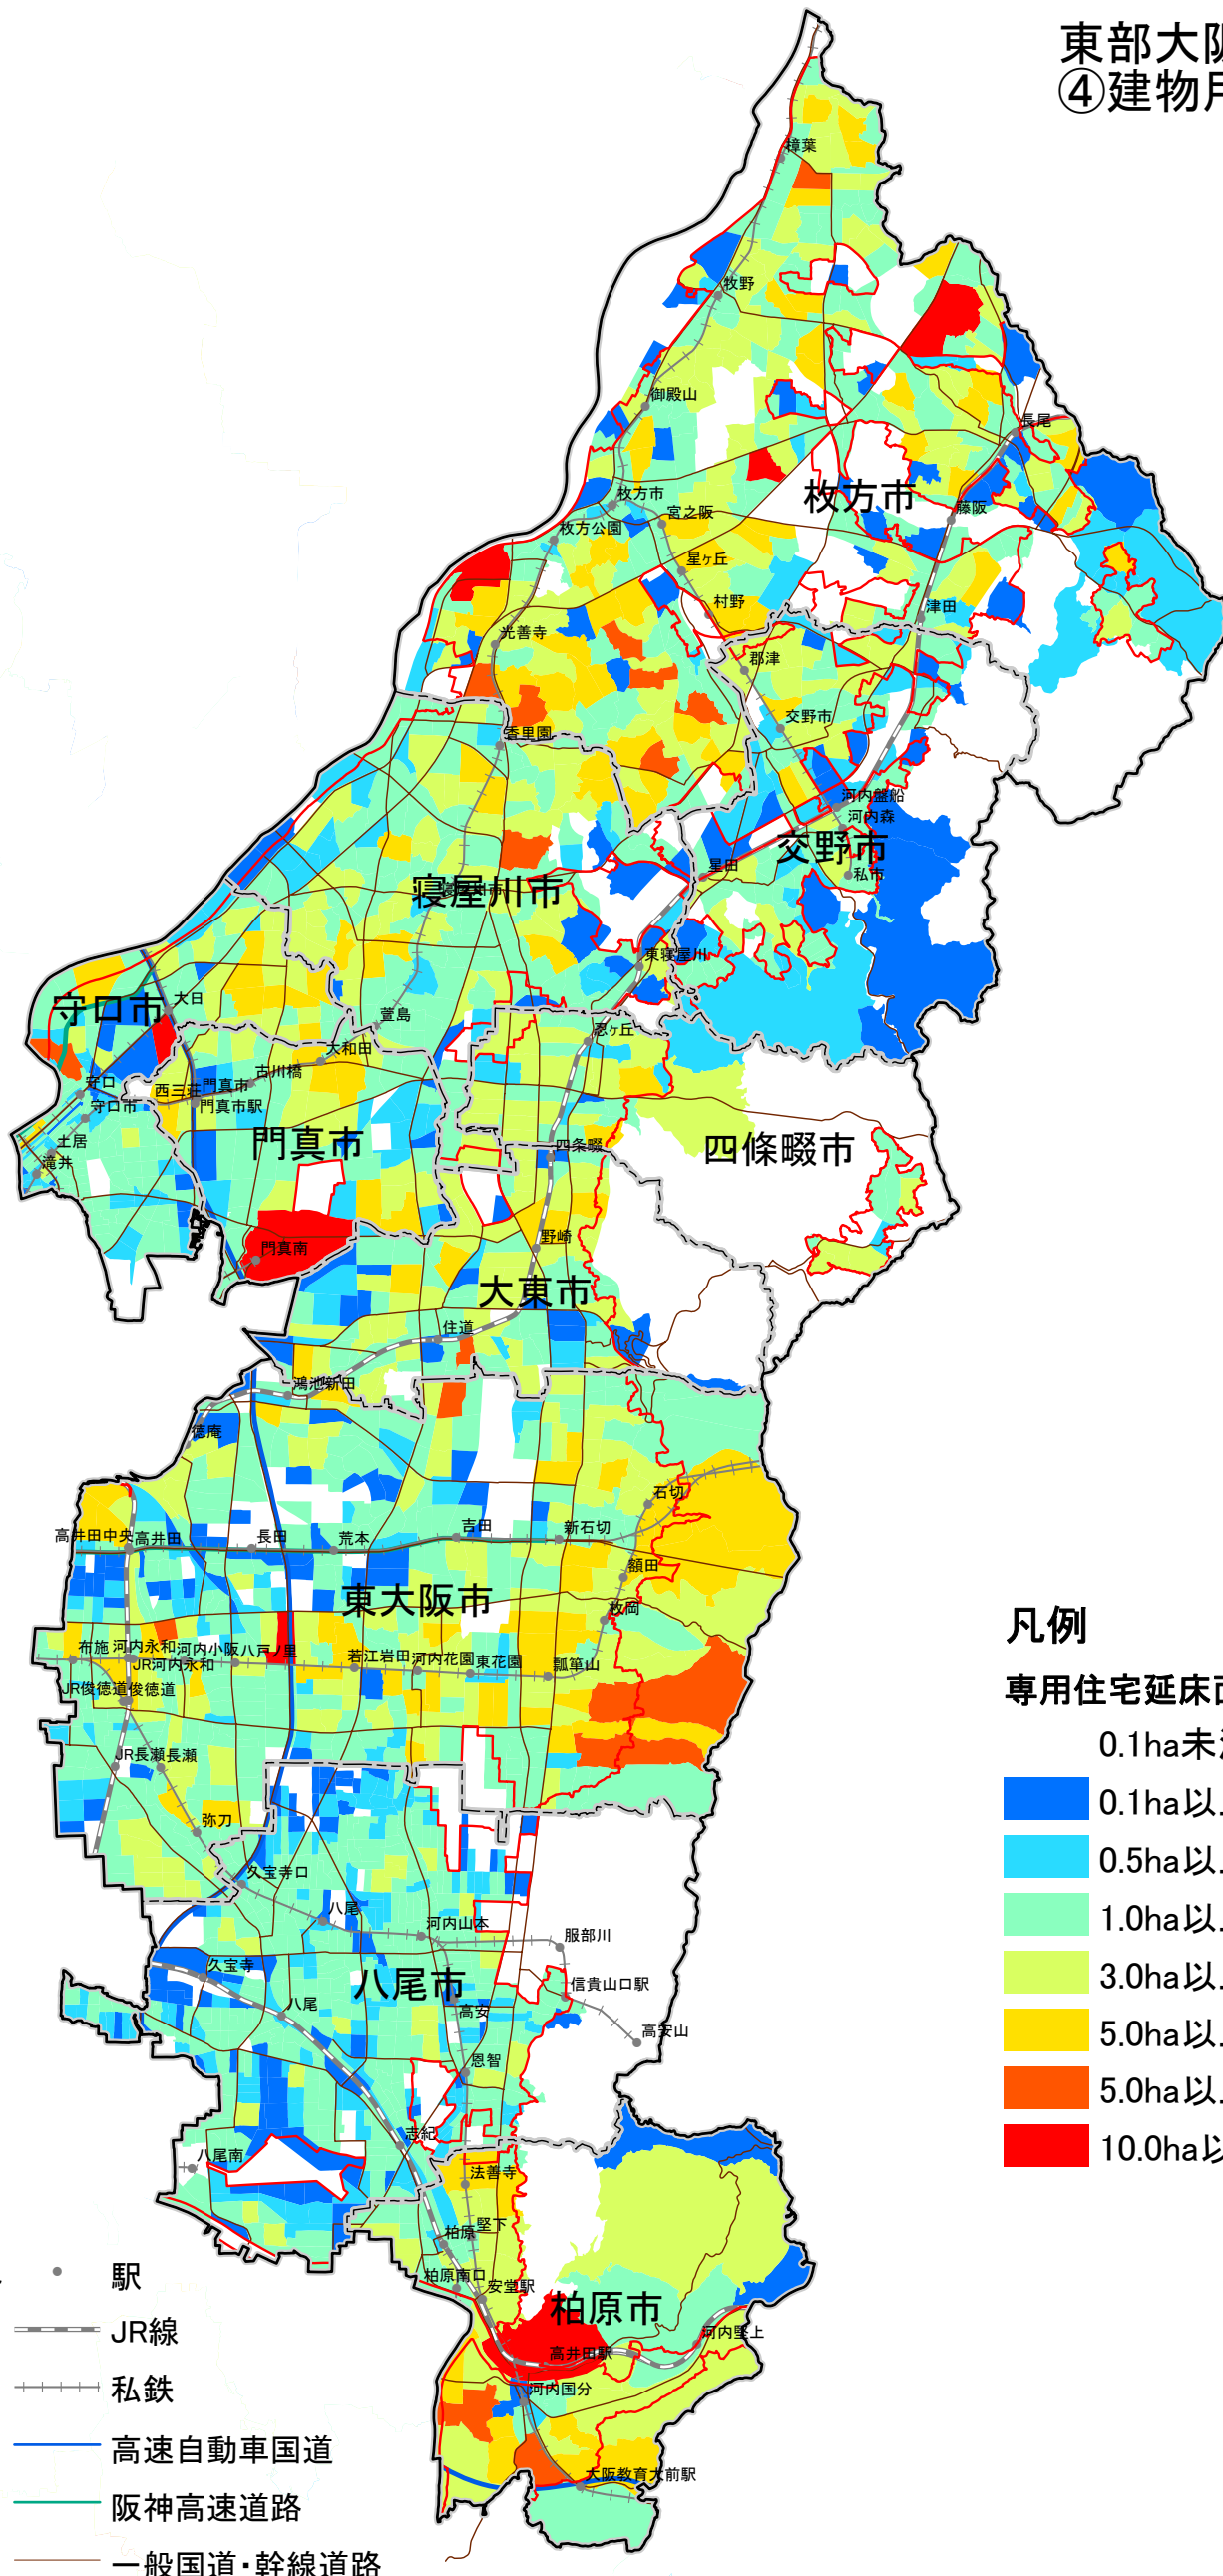 東部大阪
④建物用
樟葉
牧野
御殿山
長尾
枚方市
枚方市
宮之阪
藤阪
枚方公園
星ヶ丘
村野
津田
光善寺
郡津
交野市
香里園
河内磐船
河内森
交野市
星田
私市
寝屋川市
東寝屋川
守口市
大日
萱島
忍ヶ丘
大和田
古川橋
守口
西三荘
門真市
守口市
門真市駅
土居
門真市
四条畷
四條畷市
滝井
野崎
門真南
大東市
住道
鴻池新田
徳庵
石切
高井田中央
高井田
長田
荒本
吉田
新石切
額田
東大阪市
枚岡
布施
河内永和
河内小阪
八戸ノ里
若江岩田
河内花園
東花園
瓢箪山
JR河内永和
JR俊徳道
俊徳道
JR長瀬
長瀬
弥刀
久宝寺口
八尾
河内山本
服部川
久宝寺
八尾市
信貴山口駅
八尾
高安
高安山
恩智
志紀
八尾南
法善寺
柏原
堅下
柏原南口
安堂駅
柏原市
河内堅上
高井田駅
河内国分
大阪教育大前駅
凡例
専用住宅延床面
0.1ha未満
0.1ha以上
0.5ha以上
1.0ha以上
3.0ha以上
5.0ha以上
5.0ha以上
10.0ha以
駅
JR線
私鉄
高速自動車国道
阪神高速道路
一般国道・幹線道路